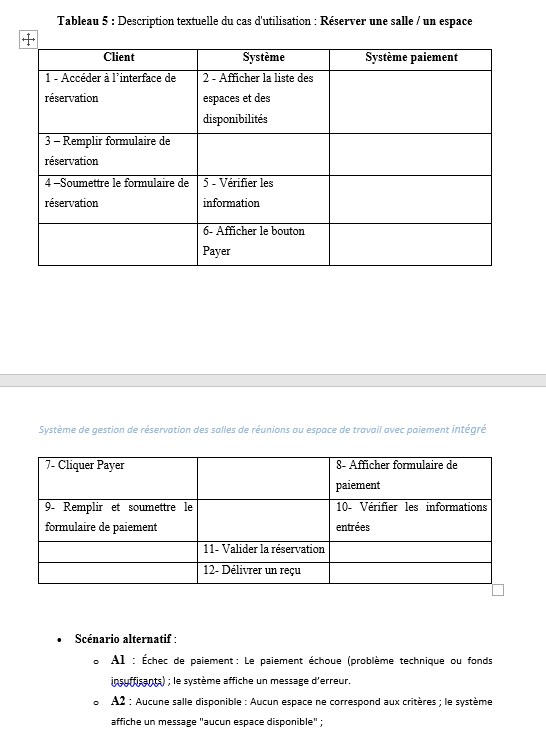 Tableau 5 : Description textuelle du cas d'utilisation : Réserver une salle / un espace
Client Système Système paiement
1 - Accéder à l'interface de réservation 2 - Afficher la liste des espaces et des disponibilités
3 – Remplir formulaire de réservation
4 –Soumettre le formulaire de réservation 5 - Vérifier les information
6- Afficher le bouton Payer
Système de gestion de réservation des salles de réunions ou espace de travail avec paiement intégré
7- Cliquer Payer 8- Afficher formulaire de paiement
9- Remplir et soumettre le formulaire de paiement 10- Vérifier les informations entrées
11- Valider la réservation
12- Délivrer un reçu
• Scénario alternatif :
o A1 : Échec de paiement : Le paiement échoue (problème technique ou fonds
insuffisants) ; le système affiche un message d'erreur.
o A2 : Aucune salle disponible : Aucun espace ne correspond aux critères ; le système
affiche un message "aucun espace disponible" ;